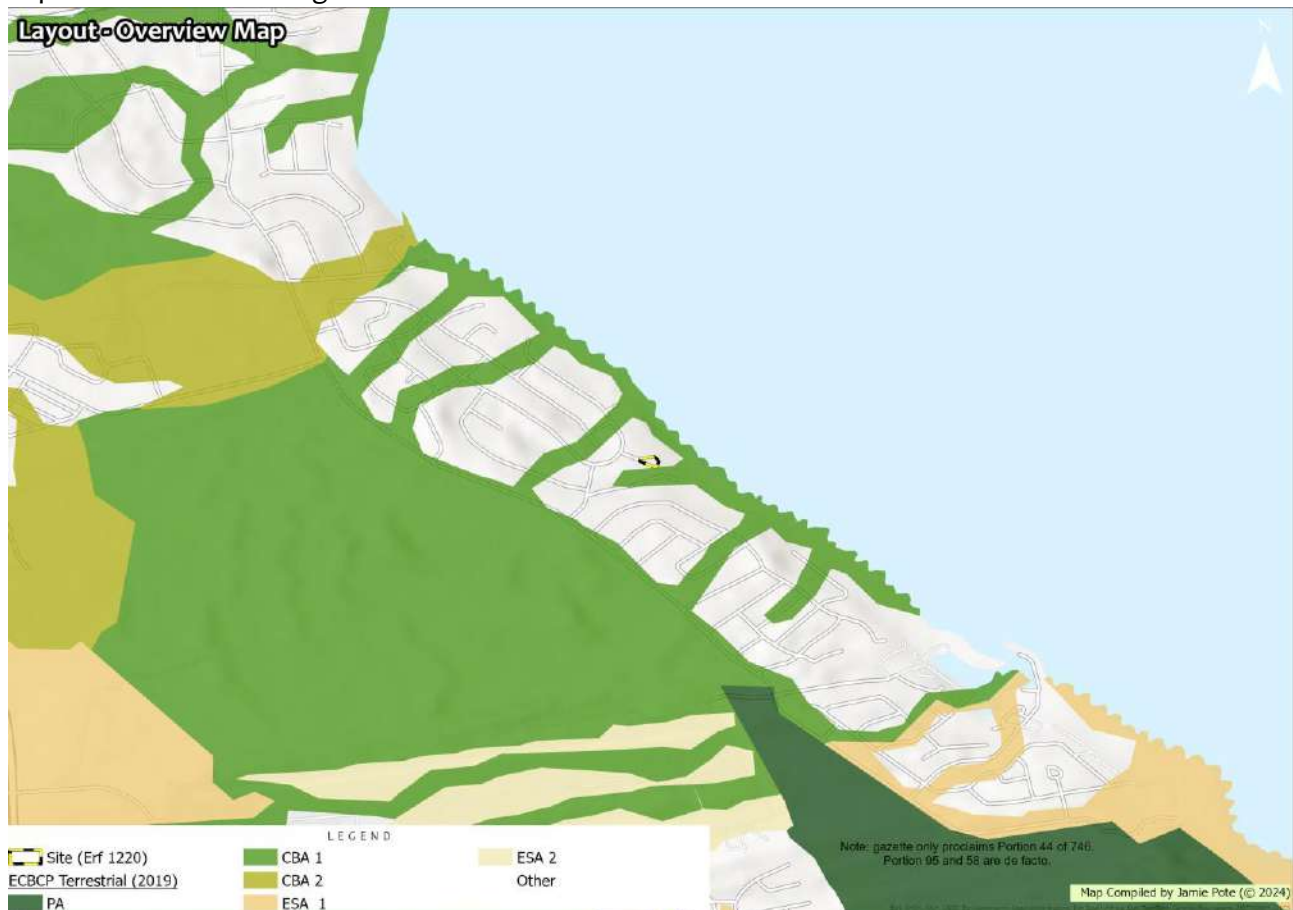 Layout - Overview Map
N
LEGEND
Site (Erf 1220)
ECBCP Terrestrial (2019)
PA
CBA 1
CBA 2
ESA 1
ESA 2
Other
Note: gazette only proclaims Portion 44 of 746.
Portion 95 and 58 are de facto.
Map Compiled by Jamie Pote (© 2024)